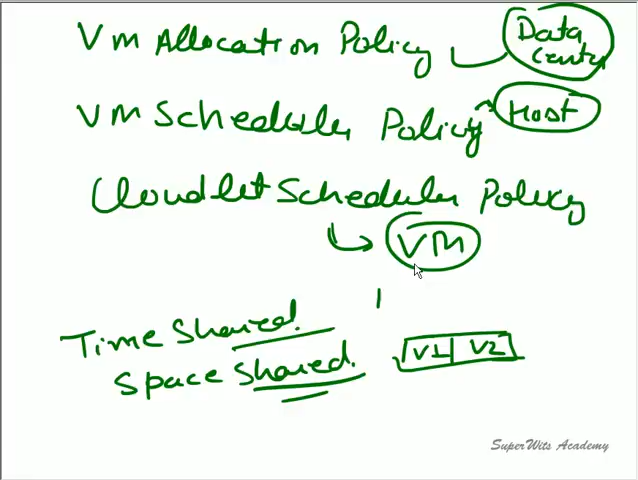 Vm Allocation Policy
Data
Centre
VM Scheduler Policy
Host
Cloudlet Scheduler Policy
VM
Time Shared.
Space Shared.
V1 V2
SuperWits Academy